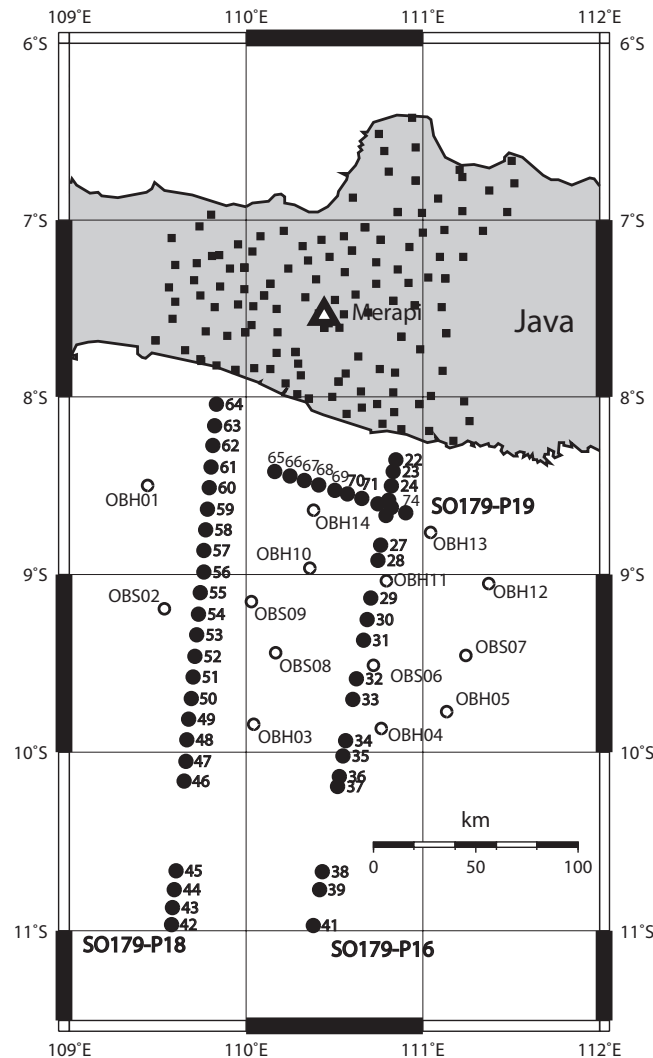 109°E 110°E 111°E 112°E
6°S 6°S
7°S 7°S
Merapi
Java
8°S 8°S
64
63
62
61
60
59
58
57
56
55
54
53
52
51
50
49
48
47
46
45
44
43
42
SO179-P18
65 66 67 68 69 70 71 74
SO179-P19
22
23
24
27
28
29
30
31
32
33
34
35
36
37
38
39
41
SO179-P16
OBH01
OBH14
OBH13
OBH10
OBH11
OBH12
9°S 9°S
OBS02
OBS09
OBS08
OBS07
OBS06
OBH05
OBH03
OBH04
10°S 10°S
km
0 50 100
11°S 11°S
109°E 110°E 111°E 112°E